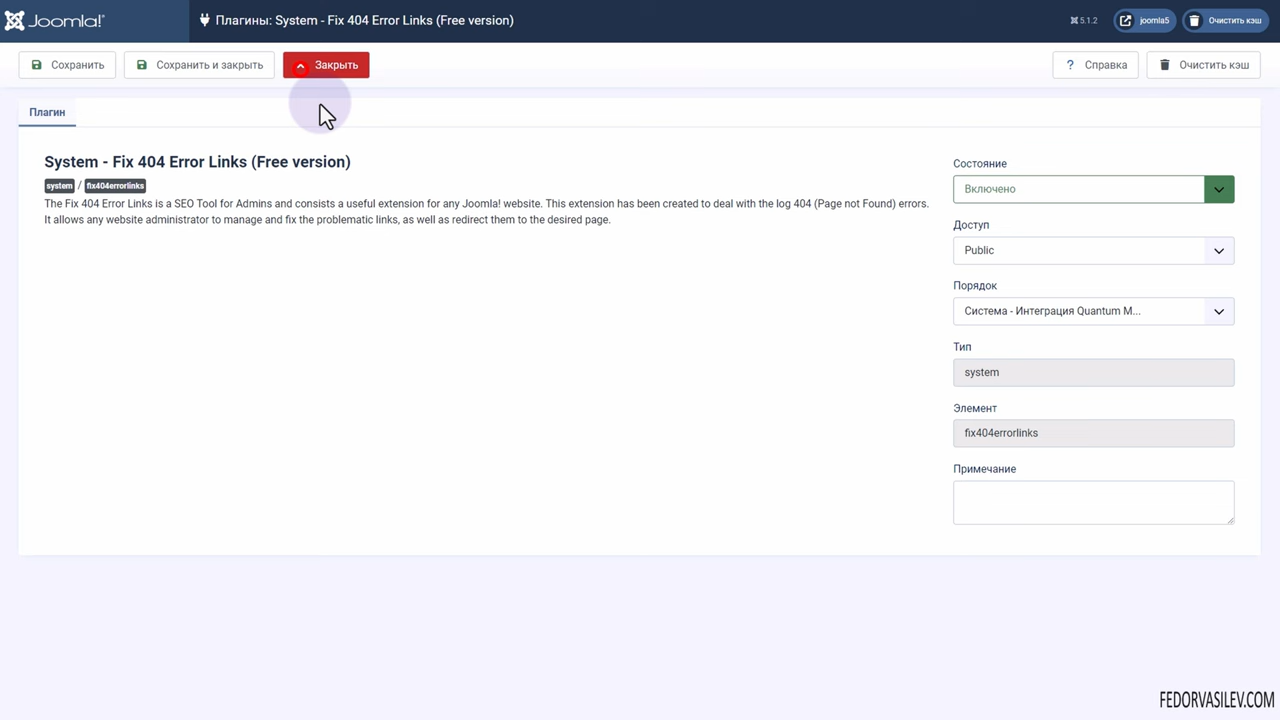 Joomla!
Плагины: System - Fix 404 Error Links (Free version)
5.1.2
joomla5
Очистить кэш
Сохранить
Сохранить и закрыть
Закрыть
? Справка
Очистить кэш
Плагин
System - Fix 404 Error Links (Free version)
system / fix404errorlinks
The Fix 404 Error Links is a SEO Tool for Admins and consists a useful extension for any Joomla! website. This extension has been created to deal with the log 404 (Page not Found) errors.
It allows any website administrator to manage and fix the problematic links, as well as redirect them to the desired page.
Состояние
Включено
Доступ
Public
Порядок
Система - Интеграция Quantum M...
Тип
system
Элемент
fix404errorlinks
Примечание
FEDORVASILEV.COM